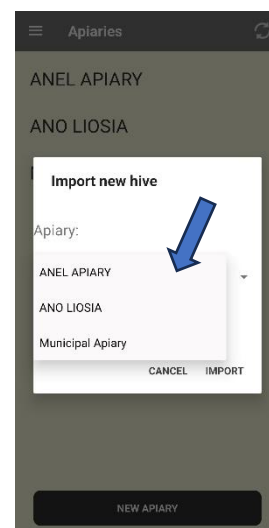 Apiaries
ANEL APIARY
ANO LIOSIA
Import new hive
Apiary:
ANEL APIARY
ANO LIOSIA
Municipal Apiary
CANCEL IMPORT
NEW APIARY